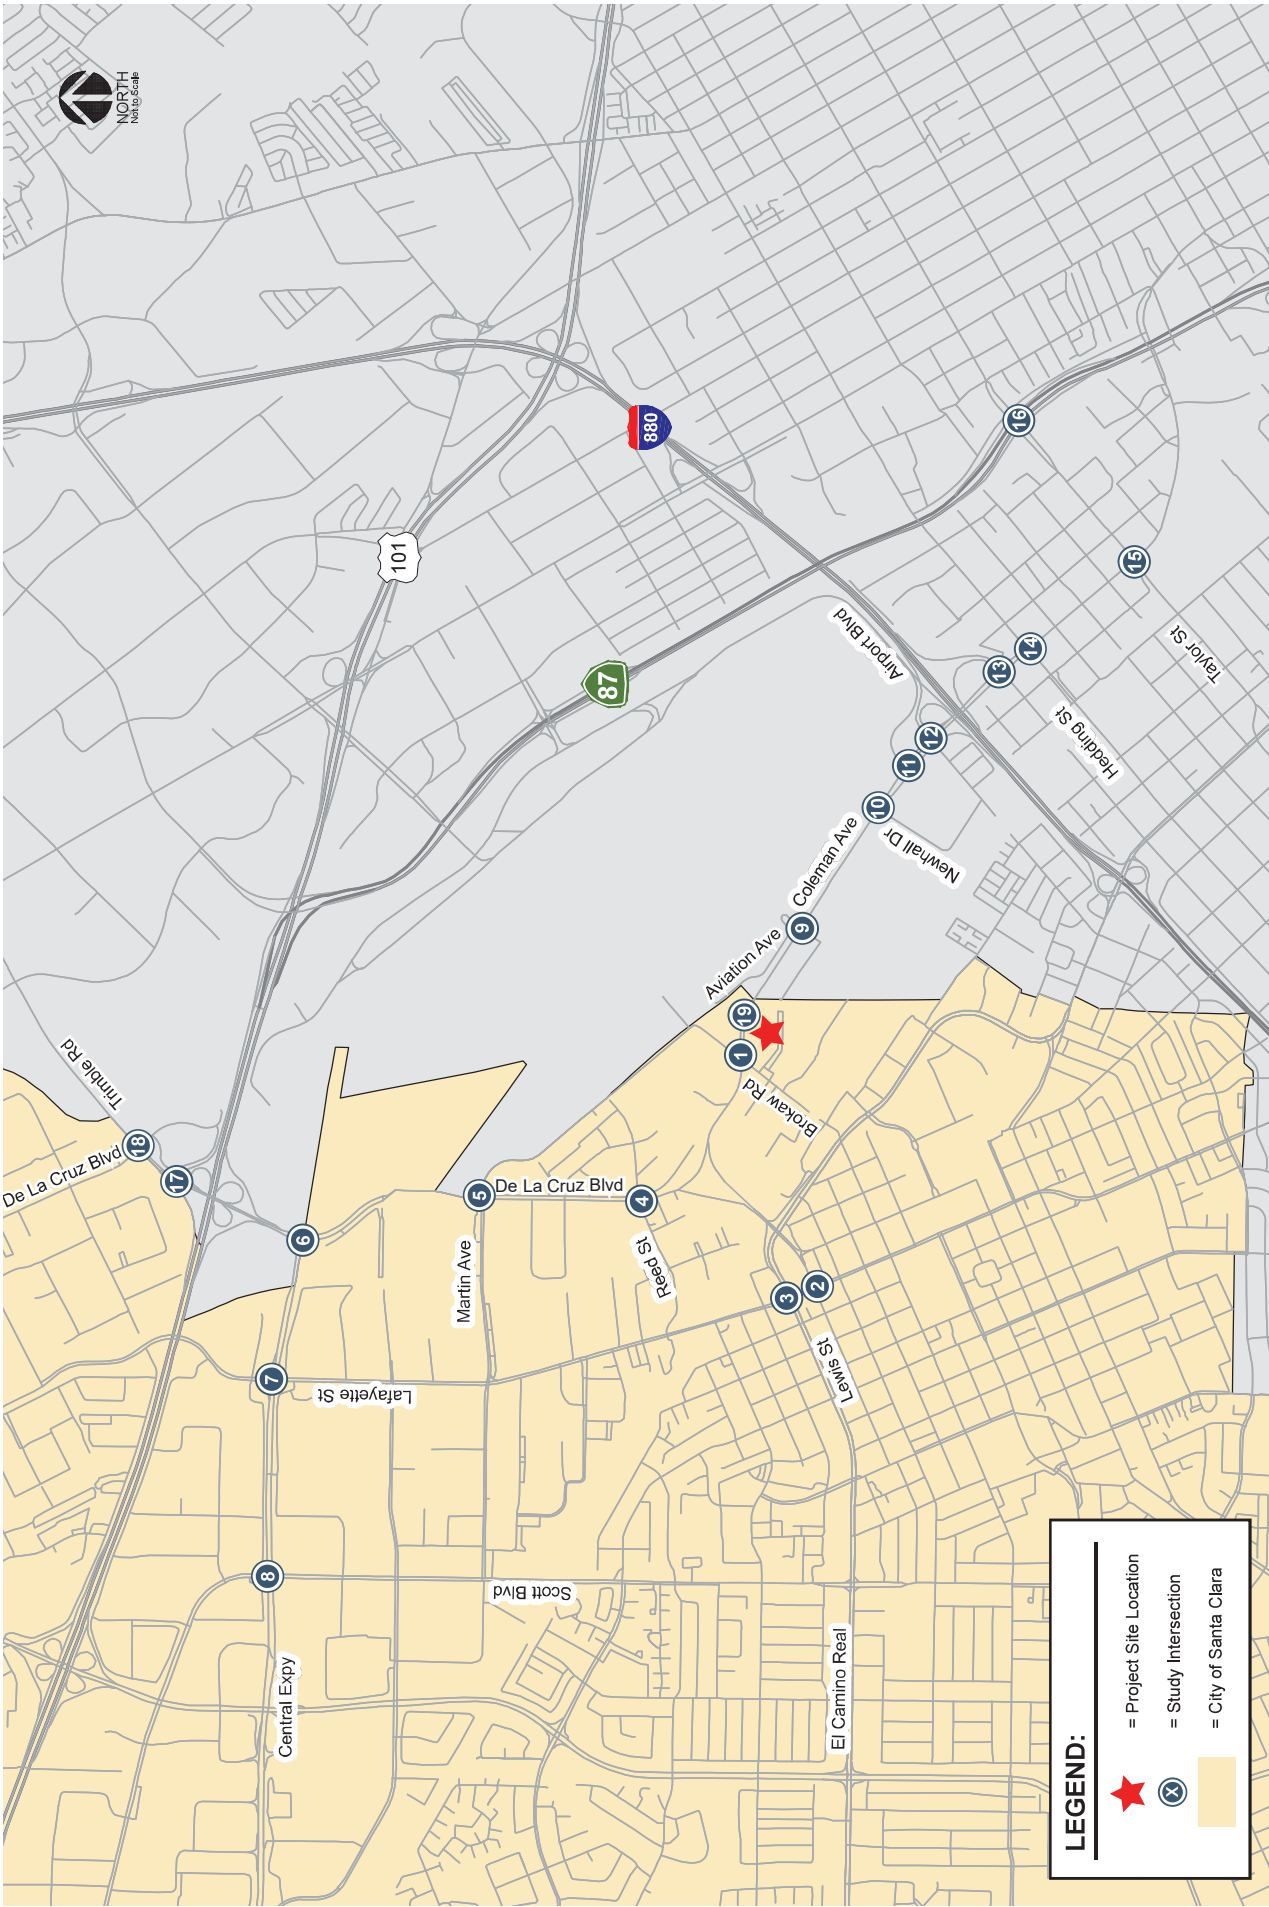 NORTH
Not to Scale
Trimble Rd
De La Cruz Blvd
18
17
6
7
8
Central Expy
Lafayette St
Martin Ave
5
De La Cruz Blvd
4
Reed St
Scott Blvd
101
87
880
Airport Blvd
16
15
14
13
12
11
10
9
Taylor St
Hedding St
Newhall Dr
Coleman Ave
Aviation Ave
19
1
Brokaw Rd
3
2
Lewis St
El Camino Real
LEGEND:
= Project Site Location
X
= Study Intersection
= City of Santa Clara